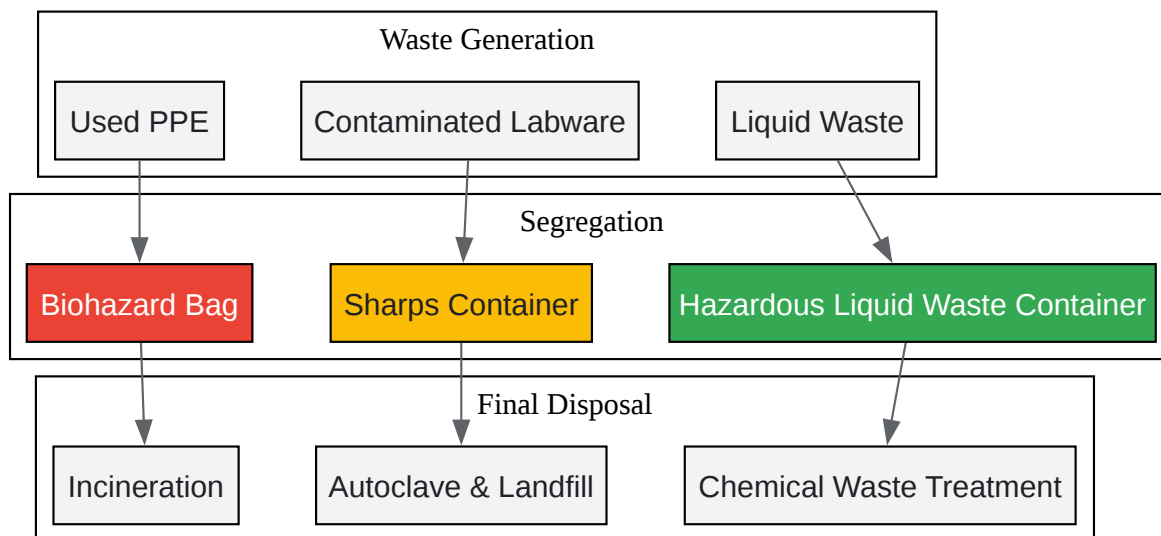 Waste Generation
Used PPE
Contaminated Labware
Liquid Waste
Segregation
Biohazard Bag
Sharps Container
Hazardous Liquid Waste Container
Final Disposal
Incineration
Autoclave & Landfill
Chemical Waste Treatment